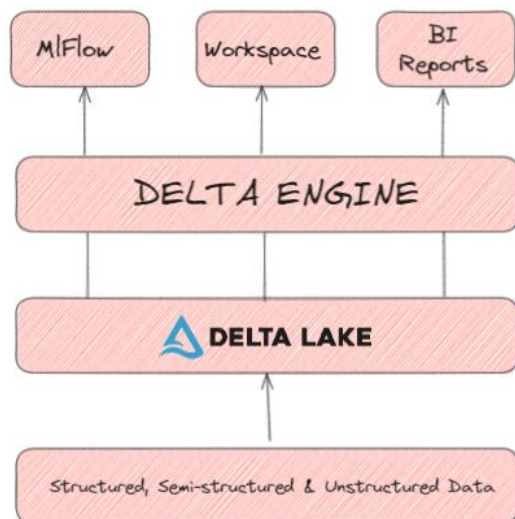 MlFlow
Workspace
BI
Reports
DELTA ENGINE
DELTA LAKE
Structured, Semi-structured & Unstructured Data